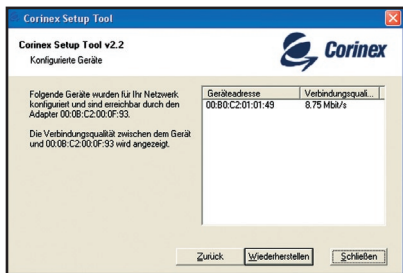 Corinex Setup Tool
Corinex Setup Tool v2.2
Konfigurierte Geräte
Corinex
Folgende Geräte wurden für Ihr Netzwerk
konfiguriert und sind erreichbar durch den
Adapter 00:0B:C2:00:0F:93.
Die Verbindungsqualität zwischen dem Gerät
und 00:0B:C2:00:0F:93 wird angezeigt.
Geräteadresse Verbindungsquali...
00:B0:C2:01:01:49 8.75 Mbit/s
Zurück Wiederherstellen Schließen